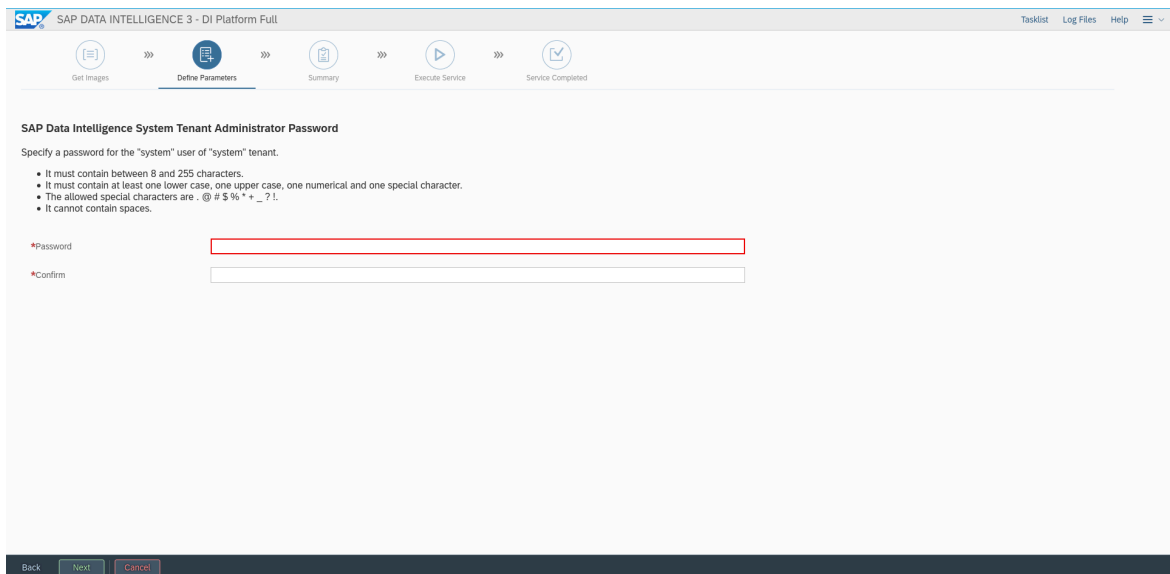 SAP SAP DATA INTELLIGENCE 3 - DI Platform Full Tasklist Log Files Help
Get Images Define Parameters Summary Execute Service Service Completed
SAP Data Intelligence System Tenant Administrator Password
Specify a password for the "system" user of "system" tenant.
• It must contain between 8 and 255 characters.
• It must contain at least one lower case, one upper case, one numerical and one special character.
• The allowed special characters are . @ # $ % * + _ ? !.
• It cannot contain spaces.
*Password
*Confirm
Back Next Cancel